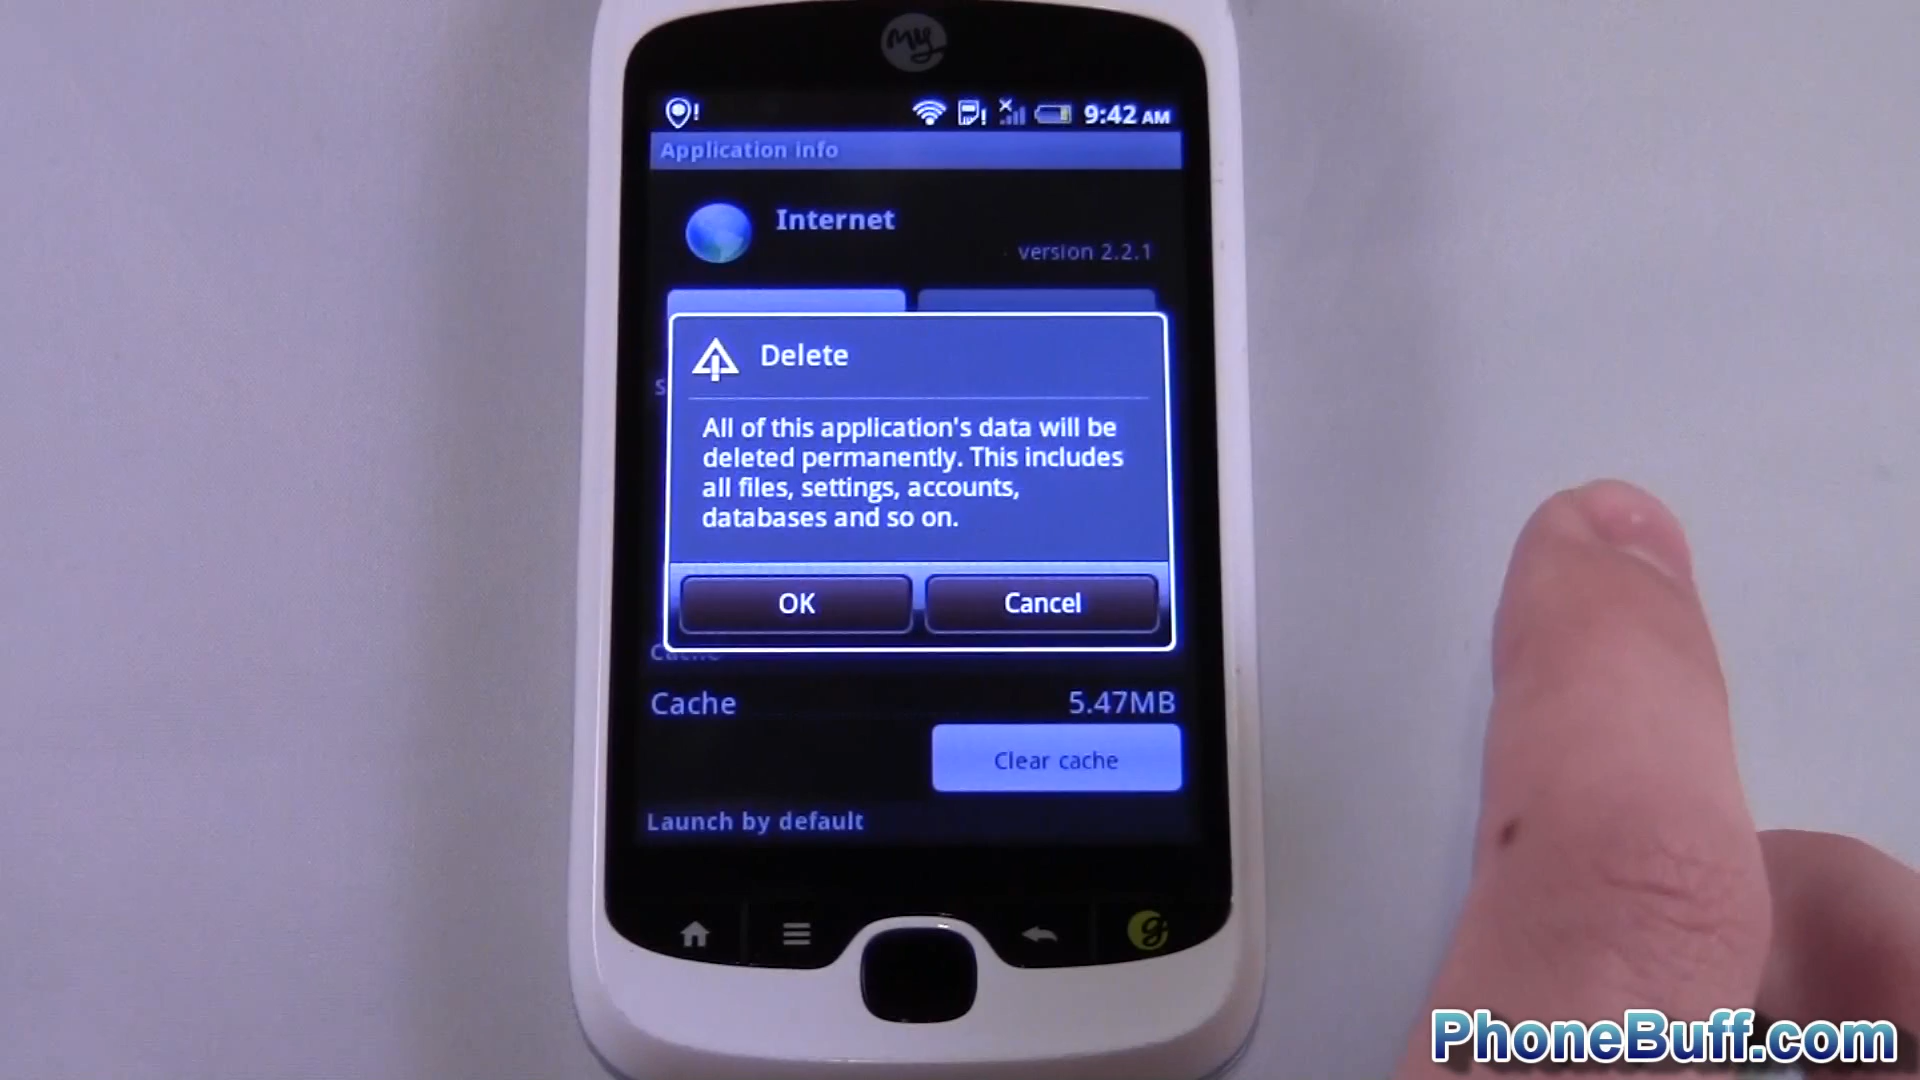 my
9:42 AM
Application info
Internet
version 2.2.1
Delete
All of this application's data will be
deleted permanently. This includes
all files, settings, accounts,
databases and so on.
OK
Cancel
Cache
Cache
5.47MB
Clear cache
Launch by default
g
PhoneBuff.com